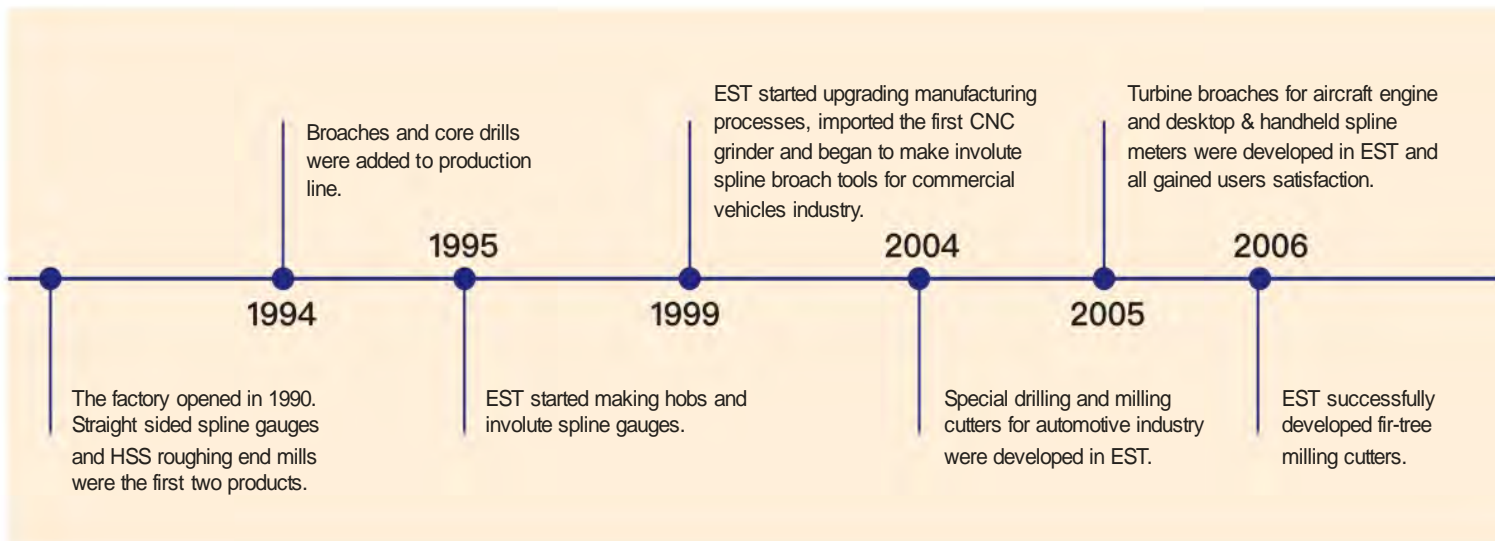 The factory opened in 1990.
Straight sided spline gauges
and HSS roughing end mills
were the first two products.
Broaches and core drills
were added to production
line.
1994
1995
EST started making hobs and
involute spline gauges.
EST started upgrading manufacturing
processes, imported the first CNC
grinder and began to make involute
spline broach tools for commercial
vehicles industry.
1999
2004
Special drilling and milling
cutters for automotive industry
were developed in EST.
Turbine broaches for aircraft engine
and desktop & handheld spline
meters were developed in EST and
all gained users satisfaction.
2005
2006
EST successfully
developed fir-tree
milling cutters.